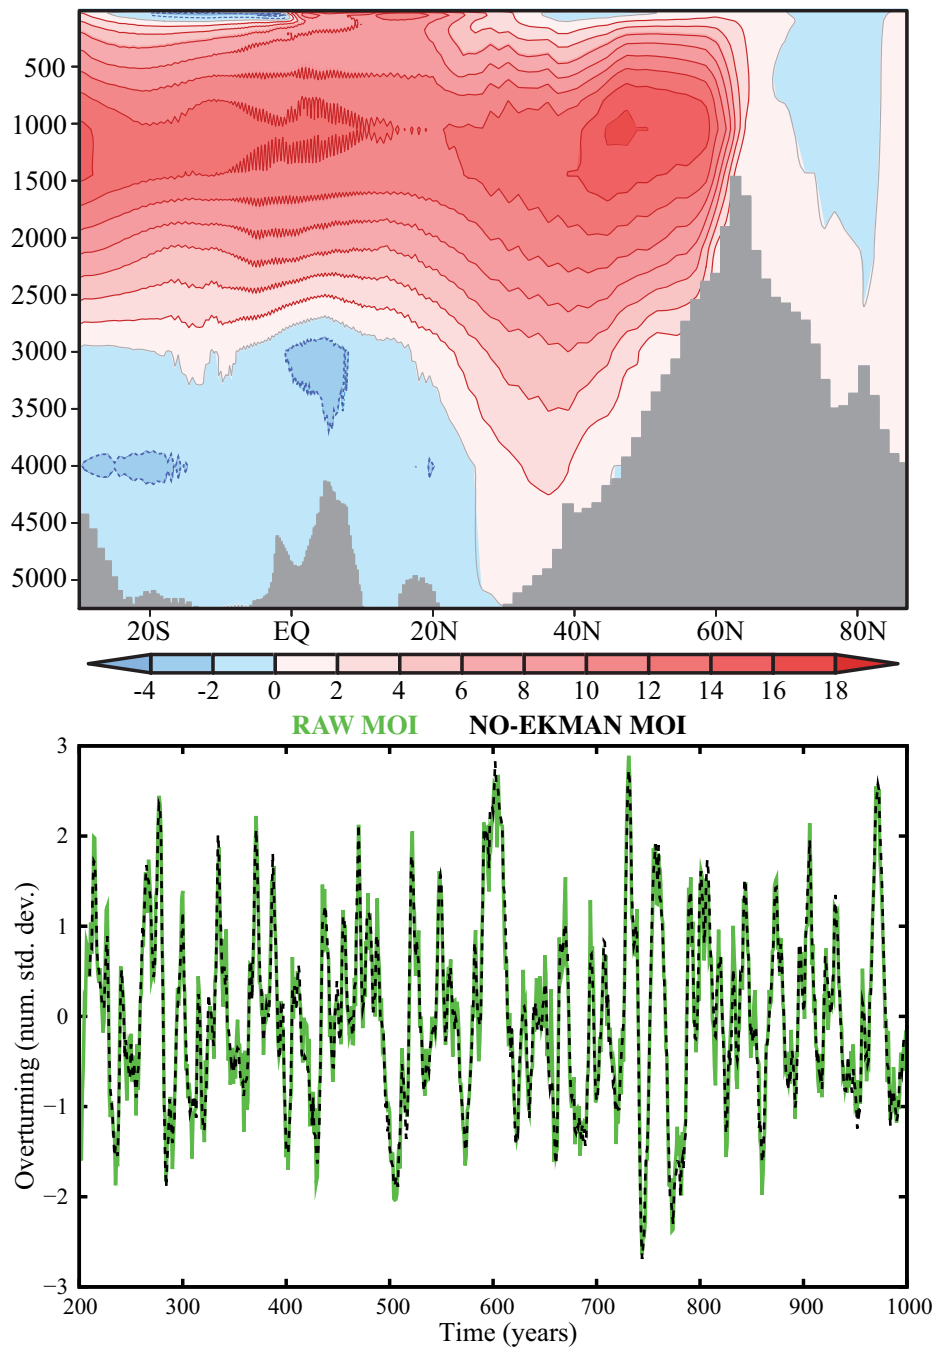 500
1000
1500
2000
2500
3000
3500
4000
4500
5000
20S EQ 20N 40N 60N 80N
-4 -2 0 2 4 6 8 10 12 14 16 18
RAW MOI NO-EKMAN MOI
3
2
1
0
−1
−2
−3
Overturning (num. std. dev.)
200 300 400 500 600 700 800 900 1000
Time (years)